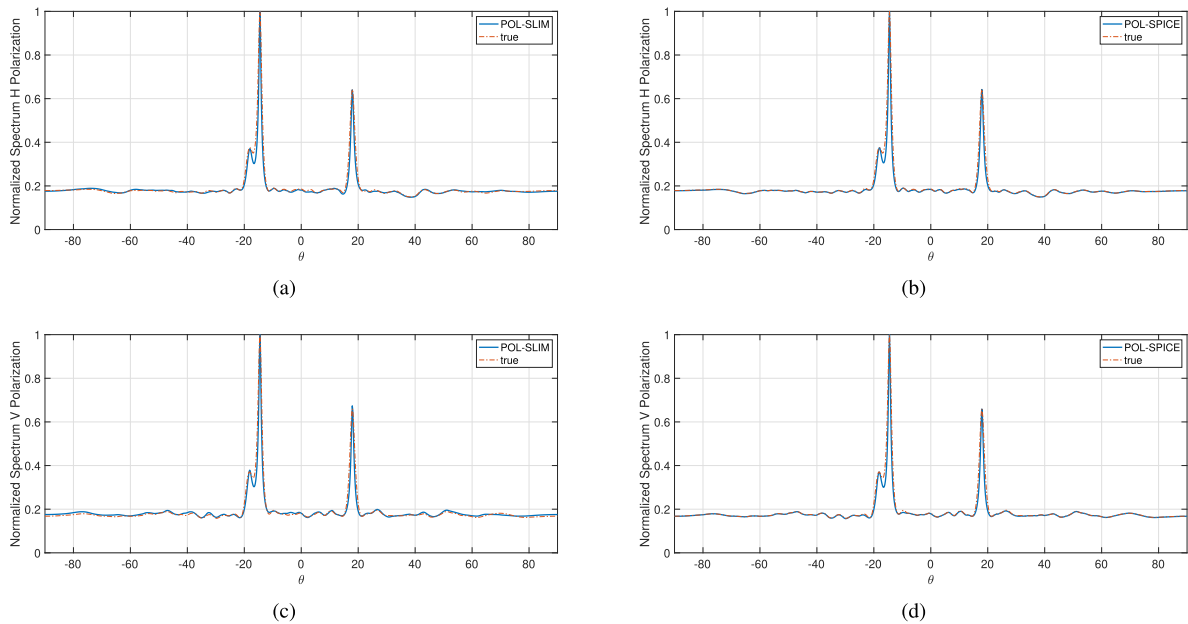 Normalized Spectrum H Polarization
1
0.8
0.6
0.4
0.2
0
-80 -60 -40 -20 0 20 40 60 80
θ
POL-SLIM
true
(a)
Normalized Spectrum H Polarization
1
0.8
0.6
0.4
0.2
0
-80 -60 -40 -20 0 20 40 60 80
θ
POL-SPICE
true
(b)
Normalized Spectrum V Polarization
1
0.8
0.6
0.4
0.2
0
-80 -60 -40 -20 0 20 40 60 80
θ
POL-SLIM
true
(c)
Normalized Spectrum V Polarization
1
0.8
0.6
0.4
0.2
0
-80 -60 -40 -20 0 20 40 60 80
θ
POL-SPICE
true
(d)